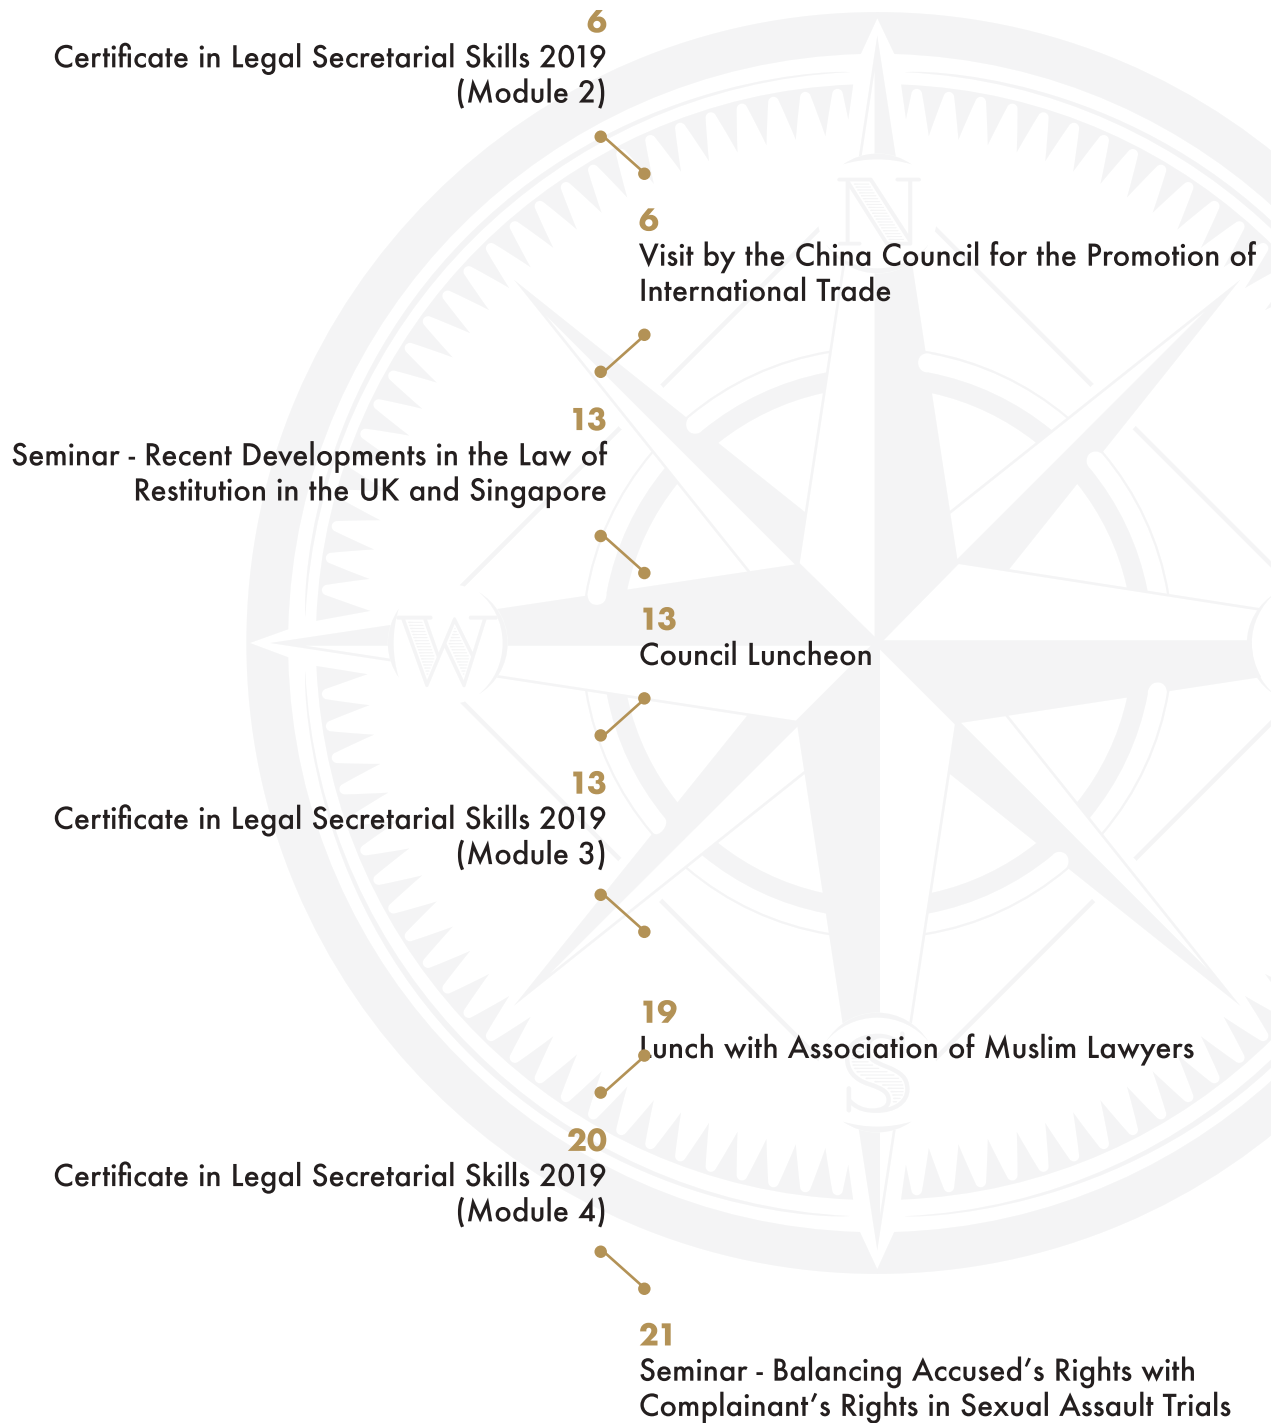 6
Certificate in Legal Secretarial Skills 2019
(Module 2)
6
Visit by the China Council for the Promotion of
International Trade
13
Seminar - Recent Developments in the Law of
Restitution in the UK and Singapore
13
Council Luncheon
13
Certificate in Legal Secretarial Skills 2019
(Module 3)
19
Lunch with Association of Muslim Lawyers
20
Certificate in Legal Secretarial Skills 2019
(Module 4)
21
Seminar - Balancing Accused’s Rights with
Complainant’s Rights in Sexual Assault Trials
N
W
S